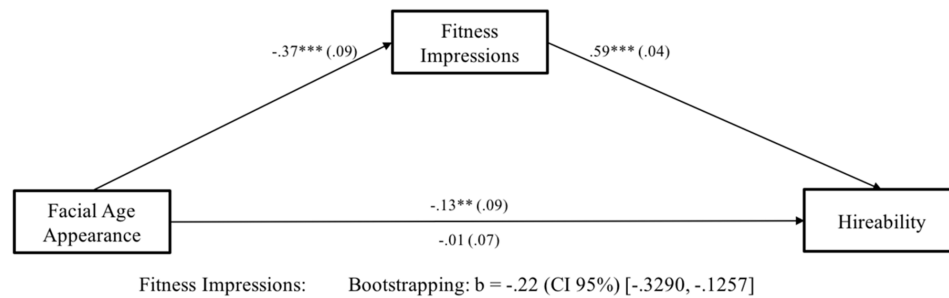 Fitness
Impressions
-.37*** (.09)
.59*** (.04)
Facial Age
Appearance
-.13** (.09)
-.01 (.07)
Hireability
Fitness Impressions: Bootstrapping: b = -.22 (CI 95%) [-.3290, -.1257]